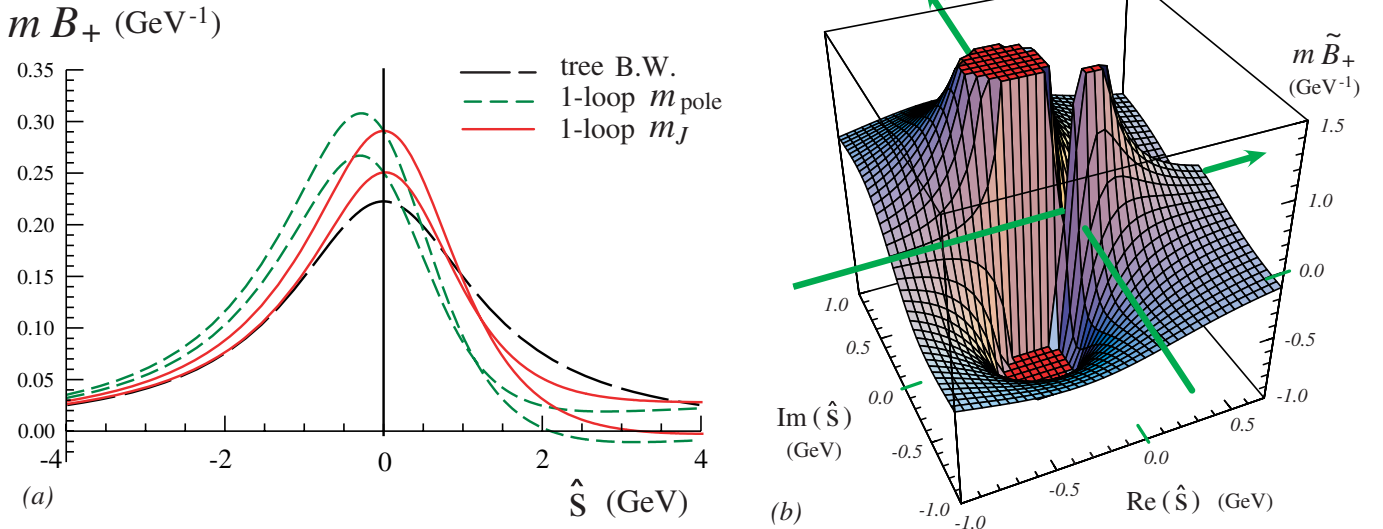 m B+ (GeV-1)
0.35
0.30
0.25
0.20
0.15
0.10
0.05
0.00
-4
-2
0
2
4
ŝ (GeV)
(a)
tree B.W.
1-loop m pole
1-loop mJ
m B̃+
(GeV-1)
1.5
1.0
0.0
-0.5
-1.0
1.0
0.5
0.0
-0.5
-1.0
Im (ŝ)
(GeV)
-1.0
-0.5
0.0
0.5
Re (ŝ) (GeV)
(b)